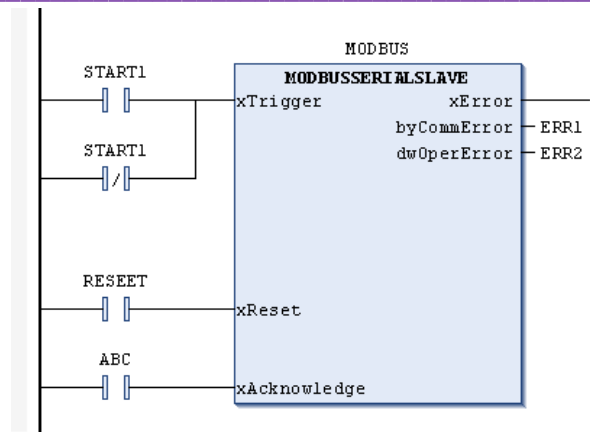 MODBUS
START1
MODBUSSERIALSLAVE
xTrigger xError
byCommError ERR1
START1
dwOperError ERR2
RESEET
xReset
ABC
xAcknowledge